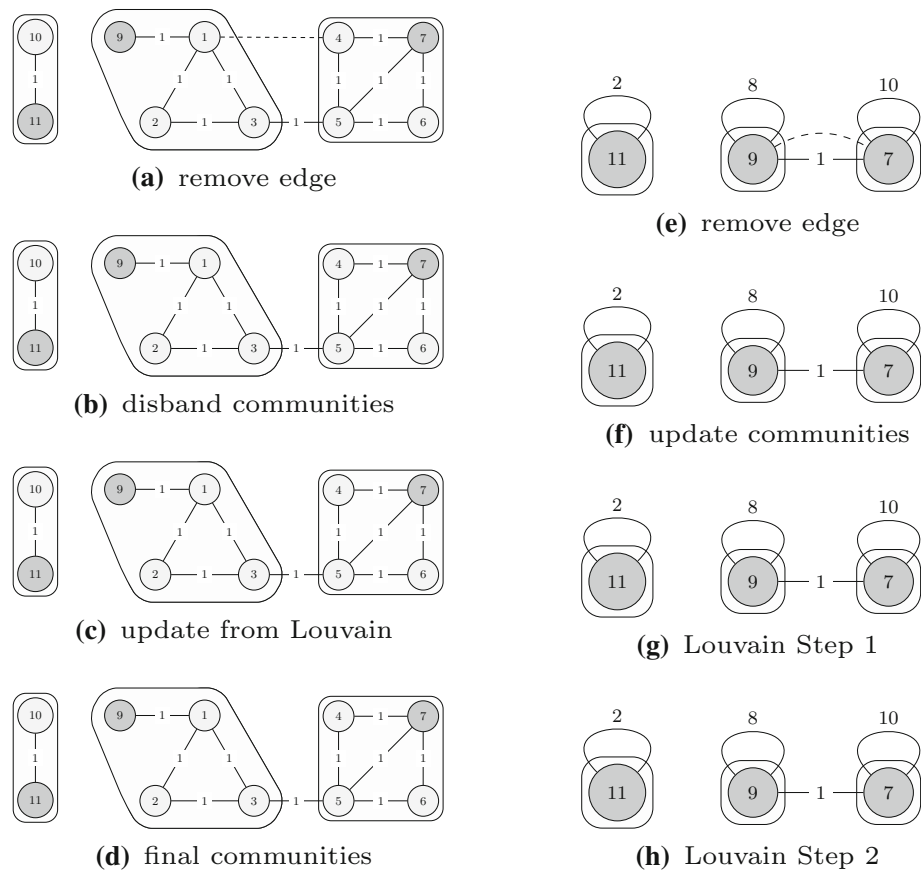 10 9 1 1 4 1 7
1 1 1 1 1 1
11 2 1 3 1 5 1 6
(a) remove edge
10 9 1 1 4 1 7
1 1 1 1 1 1
11 2 1 3 1 5 1 6
(b) disband communities
10 9 1 1 4 1 7
1 1 1 1 1 1
11 2 1 3 1 5 1 6
(c) update from Louvain
10 9 1 1 4 1 7
1 1 1 1 1 1
11 2 1 3 1 5 1 6
(d) final communities
2 8 10
11 9 1 7
(e) remove edge
2 8 10
11 9 1 7
(f) update communities
2 8 10
11 9 1 7
(g) Louvain Step 1
2 8 10
11 9 1 7
(h) Louvain Step 2